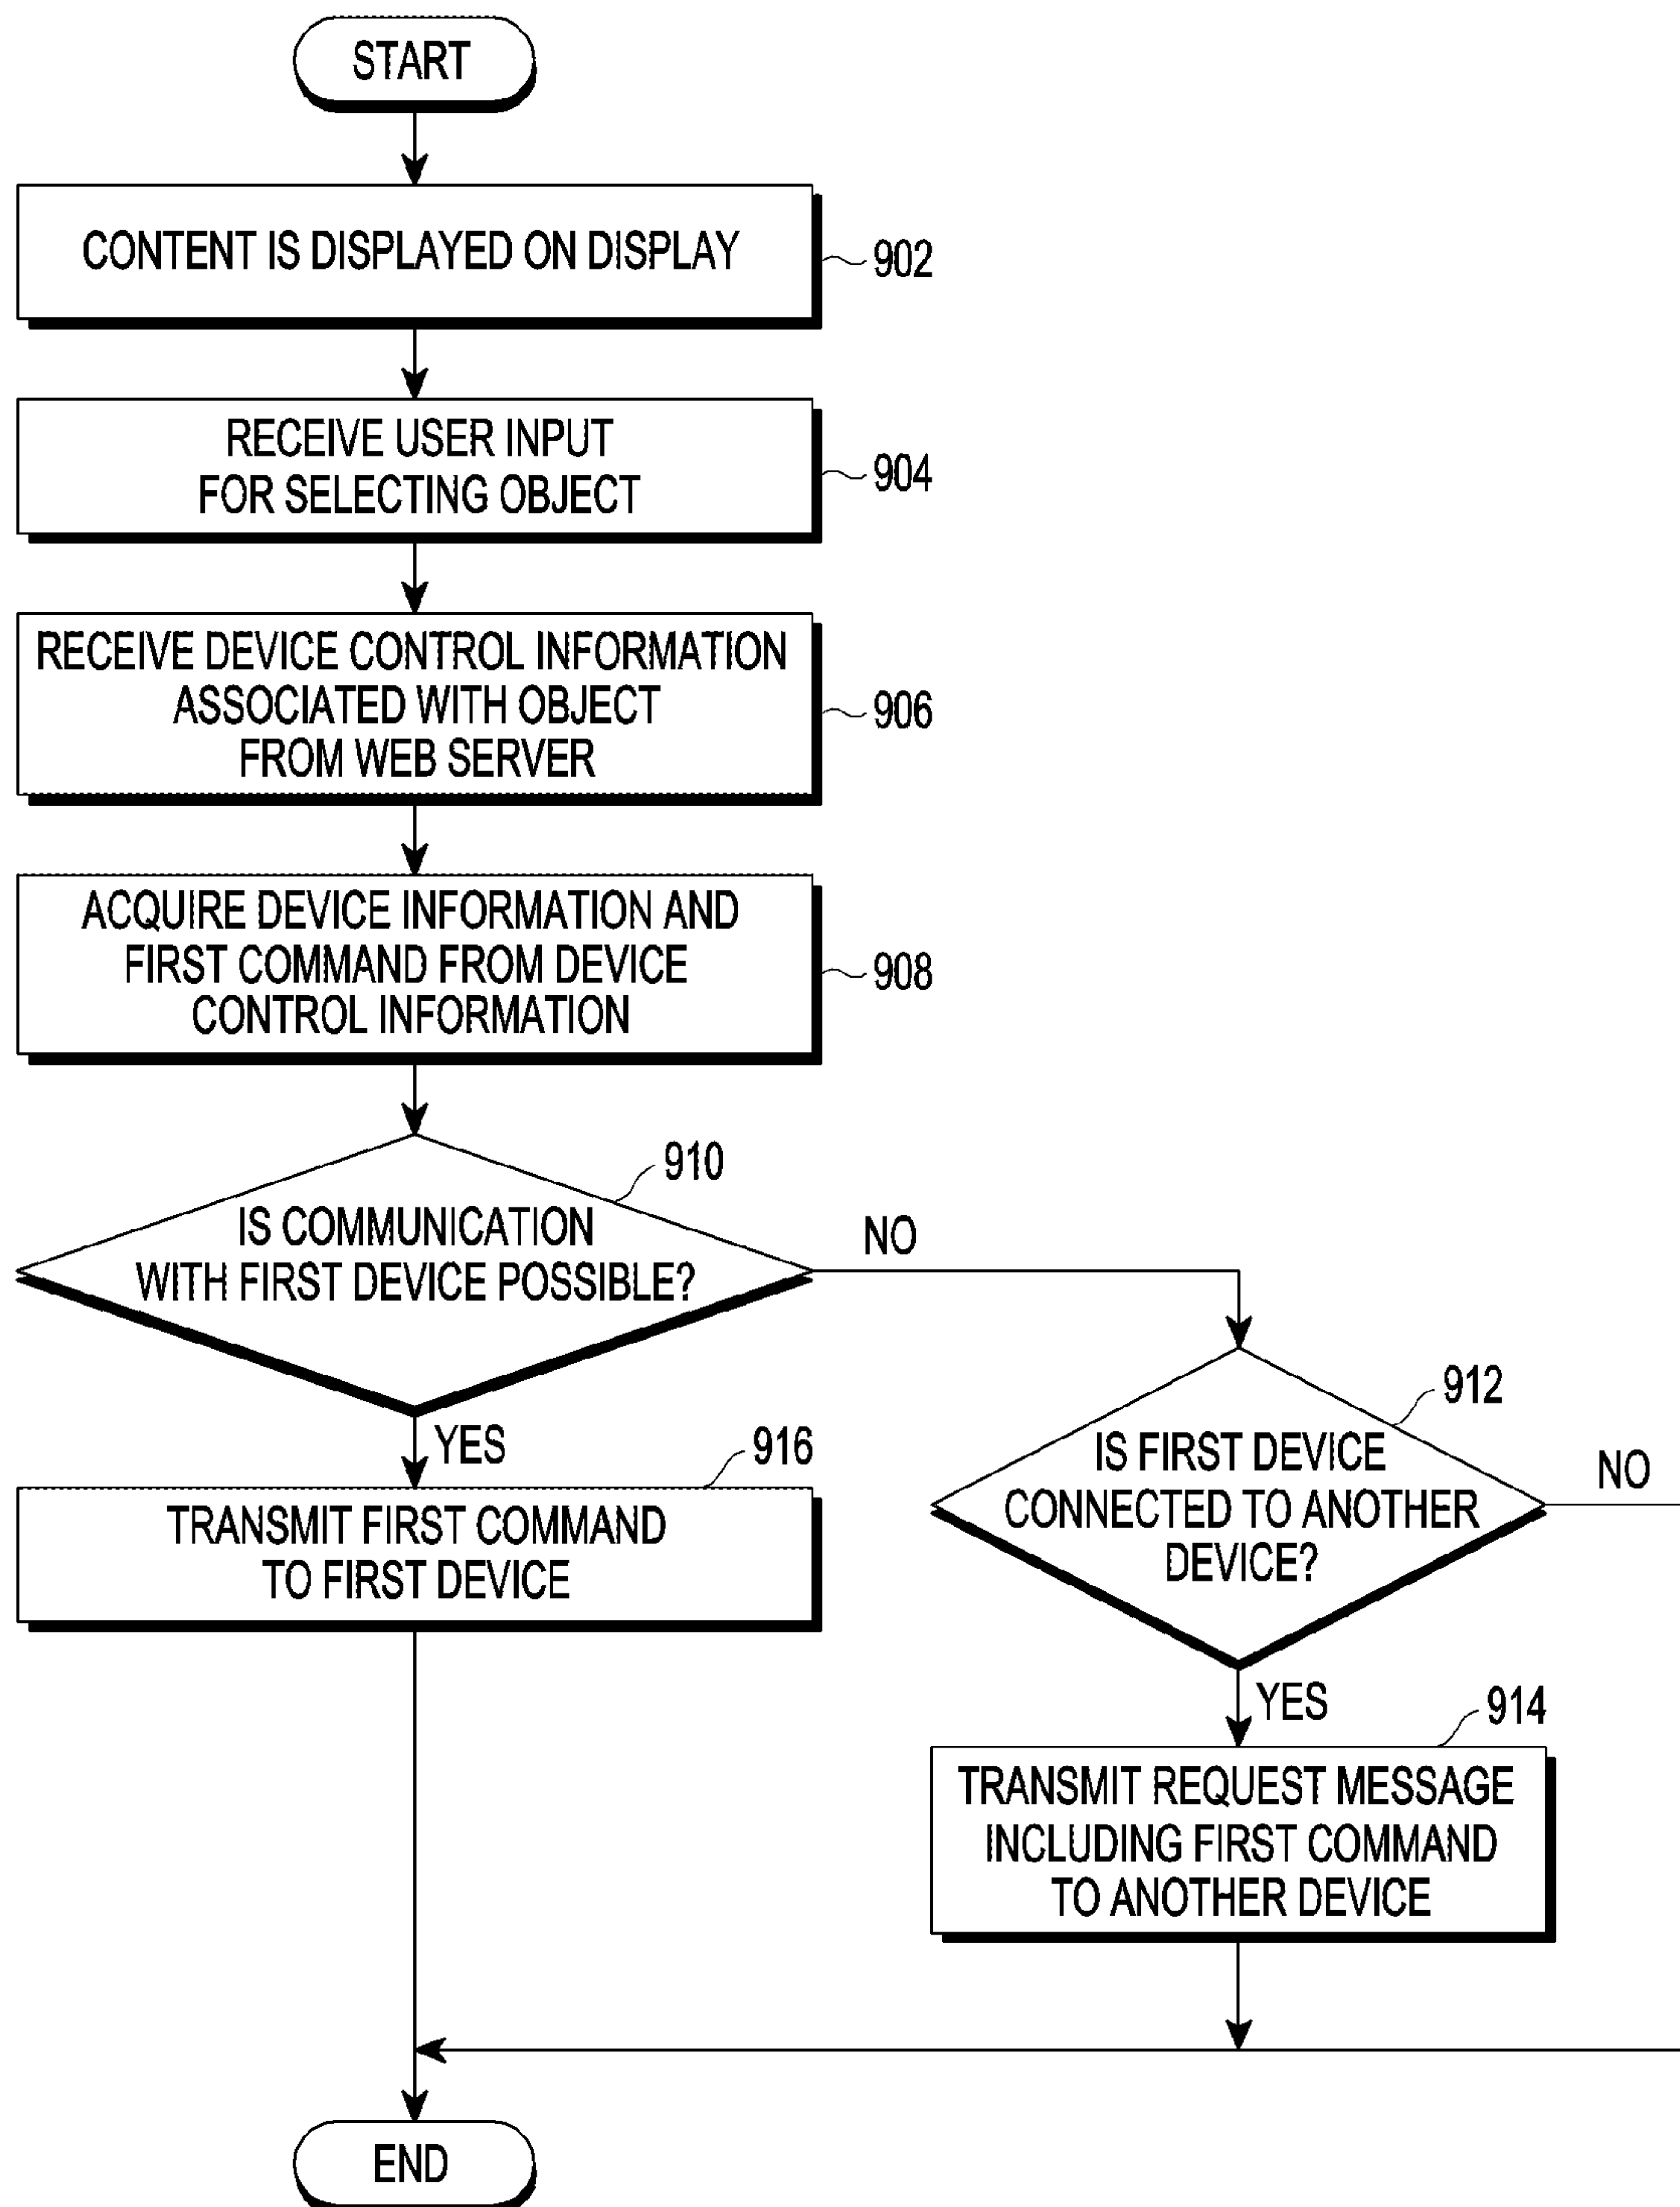 START
CONTENT IS DISPLAYED ON DISPLAY
902
RECEIVE USER INPUT
FOR SELECTING OBJECT
904
RECEIVE DEVICE CONTROL INFORMATION
ASSOCIATED WITH OBJECT
FROM WEB SERVER
906
ACQUIRE DEVICE INFORMATION AND
FIRST COMMAND FROM DEVICE
CONTROL INFORMATION
908
910
IS COMMUNICATION
WITH FIRST DEVICE POSSIBLE?
NO
YES
912
IS FIRST DEVICE
CONNECTED TO ANOTHER
DEVICE?
NO
YES
916
TRANSMIT FIRST COMMAND
TO FIRST DEVICE
914
TRANSMIT REQUEST MESSAGE
INCLUDING FIRST COMMAND
TO ANOTHER DEVICE
END